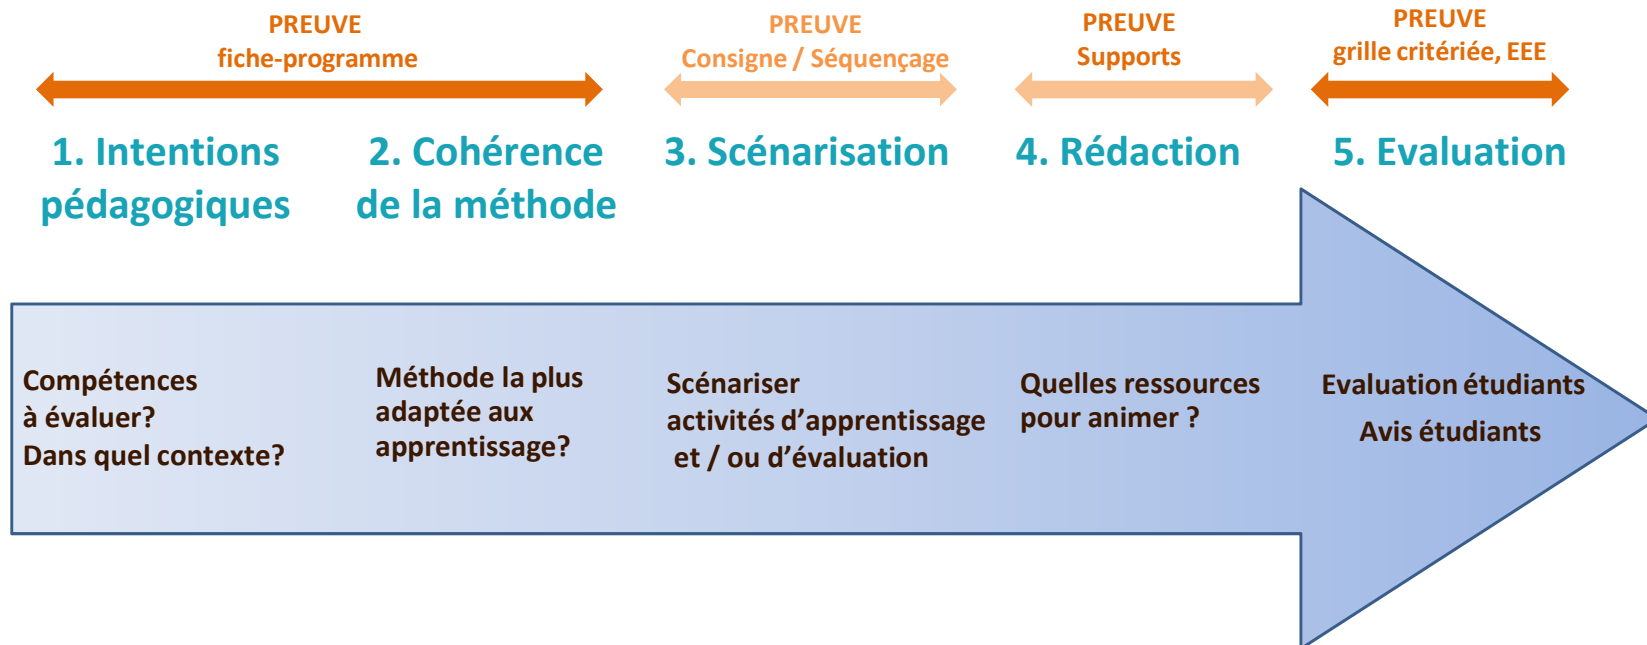 PREUVE
fiche-programme
PREUVE
Consigne / Séquençage
PREUVE
Supports
PREUVE
grille critériée, EEE
1. Intentions
pédagogiques
2. Cohérence
de la méthode
3. Scénarisation
4. Rédaction
5. Evaluation
Compétences
à évaluer?
Dans quel contexte?
Méthode la plus
adaptée aux
apprentissage?
Scénariser
activités d’apprentissage
et / ou d’évaluation
Quelles ressources
pour animer ?
Evaluation étudiants
Avis étudiants